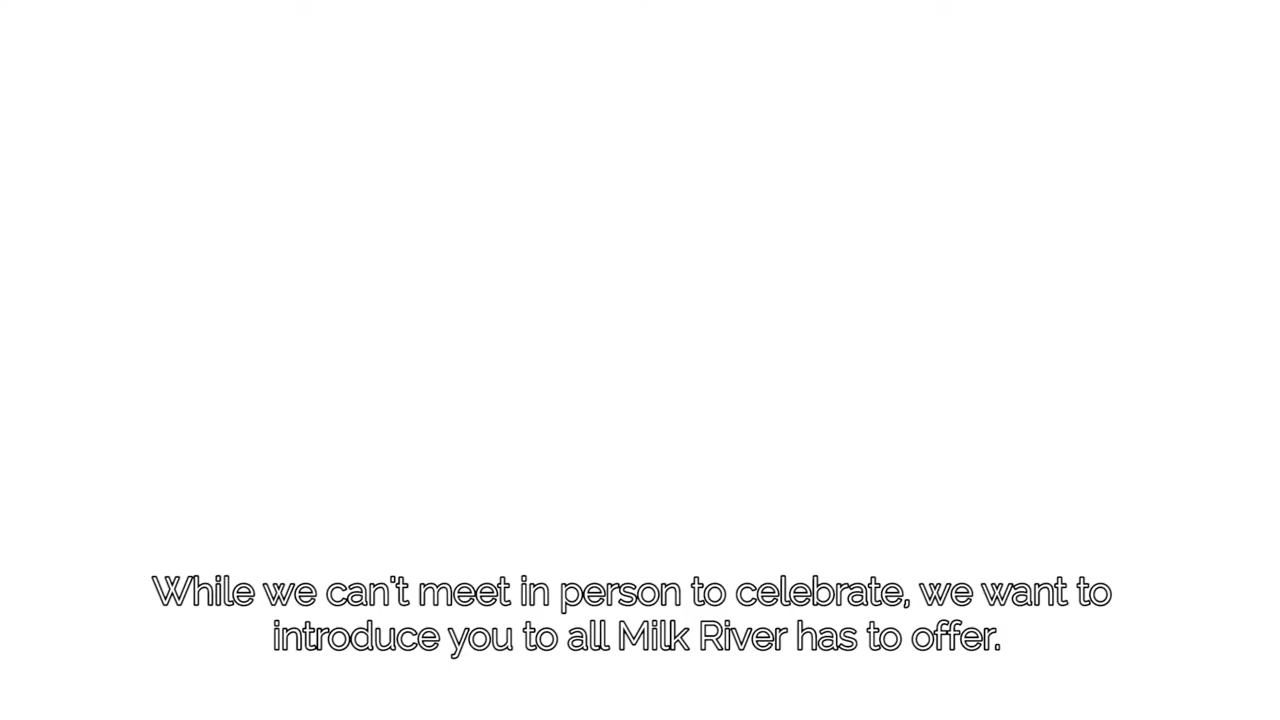 While we can't meet in person to celebrate, we want to
introduce you to all Milk River has to offer.